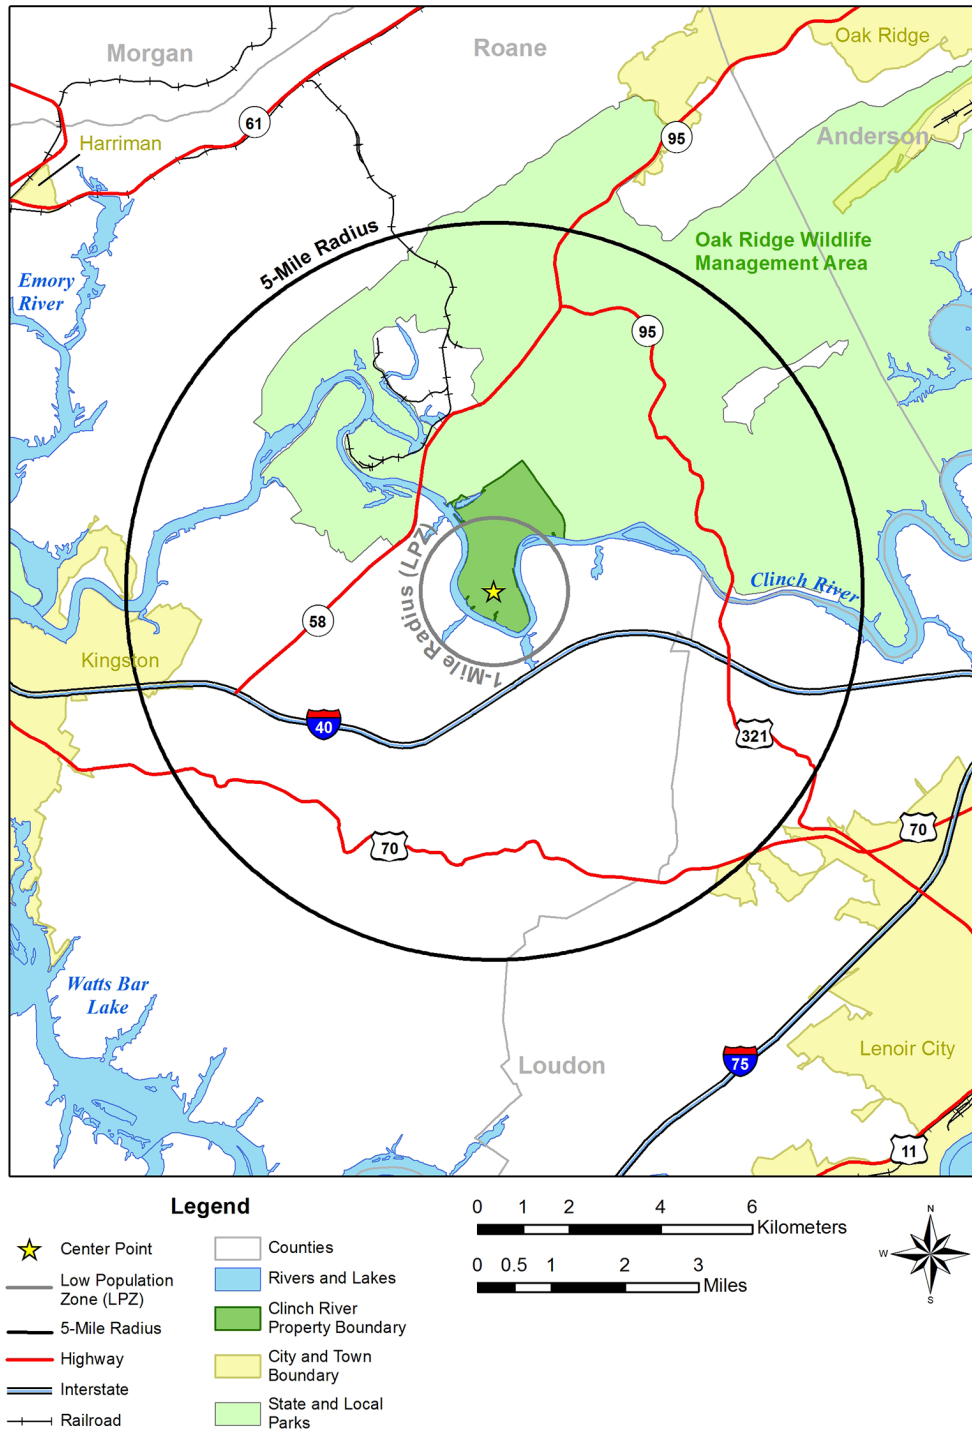 Morgan
Roane
Oak Ridge
61
95
Anderson
Harriman
5-Mile Radius
Oak Ridge Wildlife
Management Area
Emory
River
95
1-Mile Radius (LPZ)
Clinch River
58
Kingston
40
321
70
70
Watts Bar
Lake
Loudon
Lenoir City
75
11
Legend
Center Point
Low Population
Zone (LPZ)
5-Mile Radius
Highway
Interstate
Railroad
Counties
Rivers and Lakes
Clinch River
Property Boundary
City and Town
Boundary
State and Local
Parks
0 1 2 4 6
Kilometers
0 0.5 1 2 3
Miles
N
W E
S